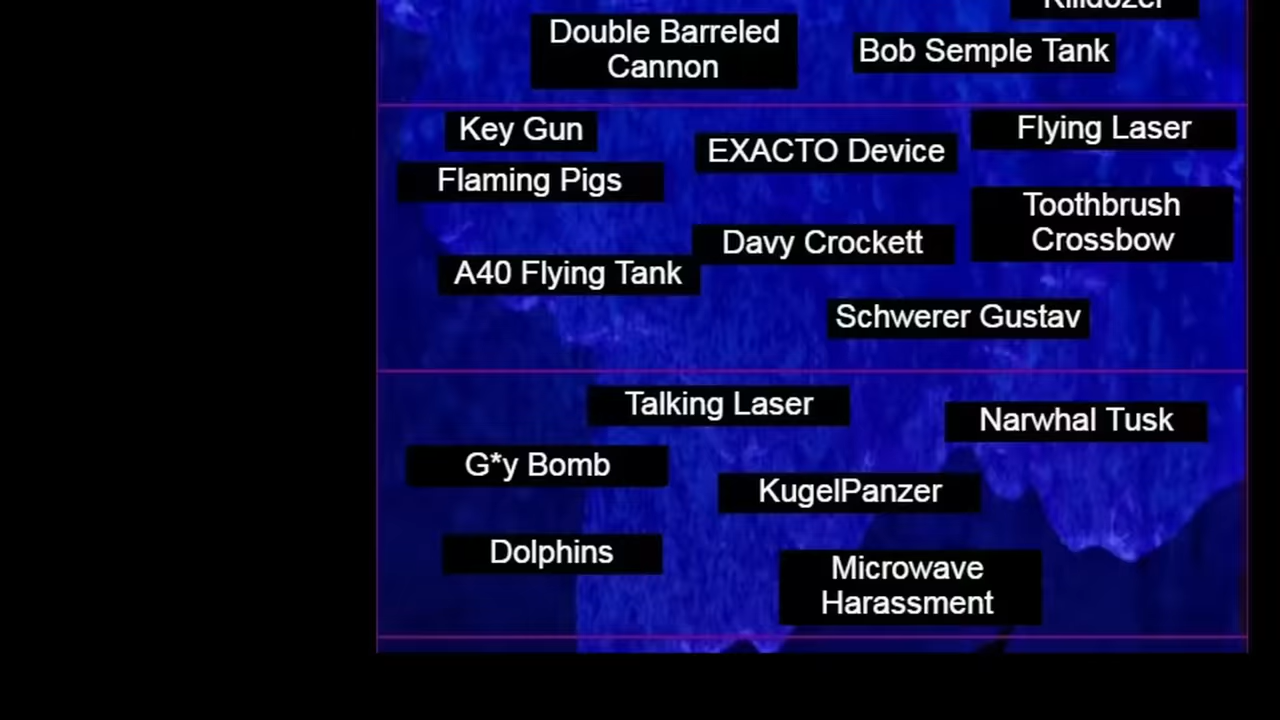 Killdozer
Double Barreled
Cannon
Bob Semple Tank
Key Gun
EXACTO Device
Flying Laser
Flaming Pigs
Toothbrush
Crossbow
Davy Crockett
A40 Flying Tank
Schwerer Gustav
Talking Laser
Narwhal Tusk
G*y Bomb
KugelPanzer
Dolphins
Microwave
Harassment